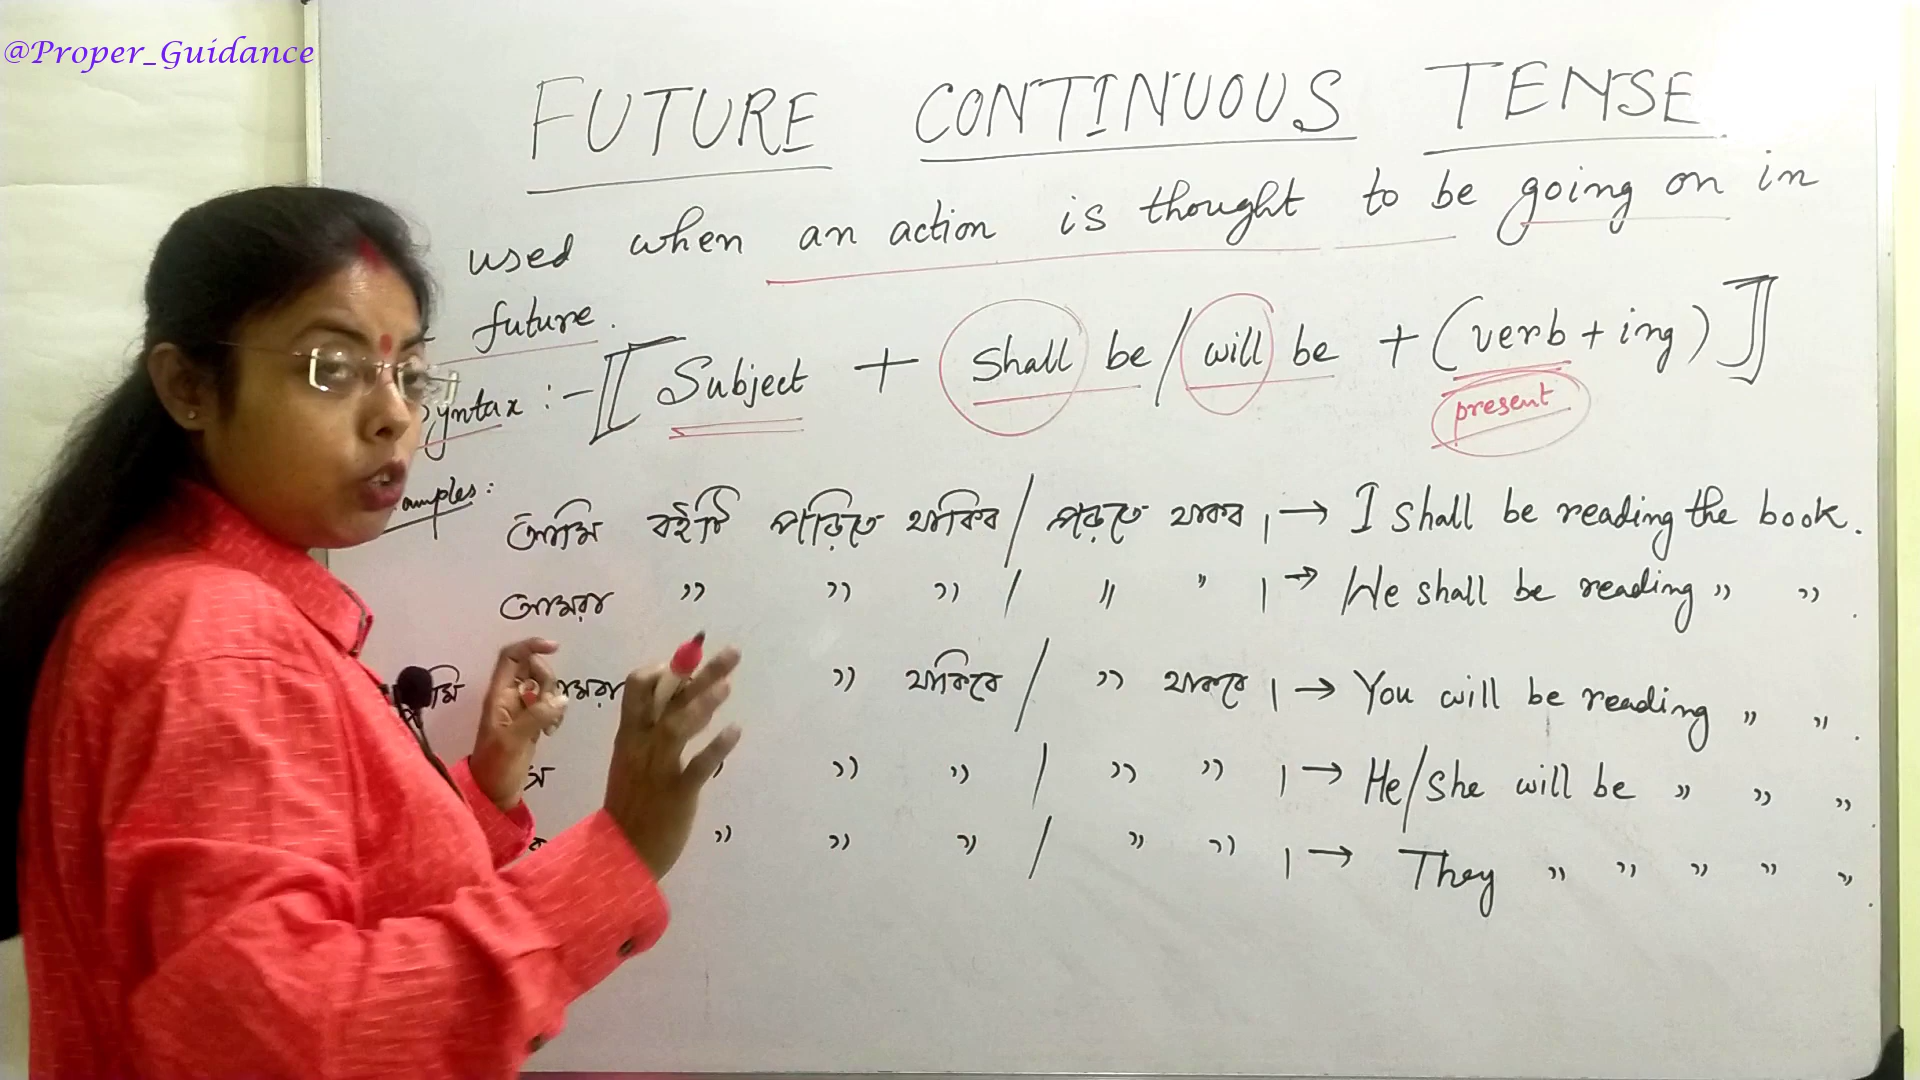 @Proper_Guidance
FUTURE CONTINUOUS TENSE
used when an action is thought to be going on in
future.
Syntax :- [[ Subject + Shall be / will be + (verb + ing) ]]
present
amples :
আমি বইটি পড়িতে থাকিব / পড়তে থাকব । → I shall be reading the book.
আমরা " " " / " " । → We shall be reading " " .
মি মরা " থাকিবে / " থাকবে । → You will be reading " " .
" " " / " " । → He/She will be " " " .
" " " / " " । → They " " " " " .